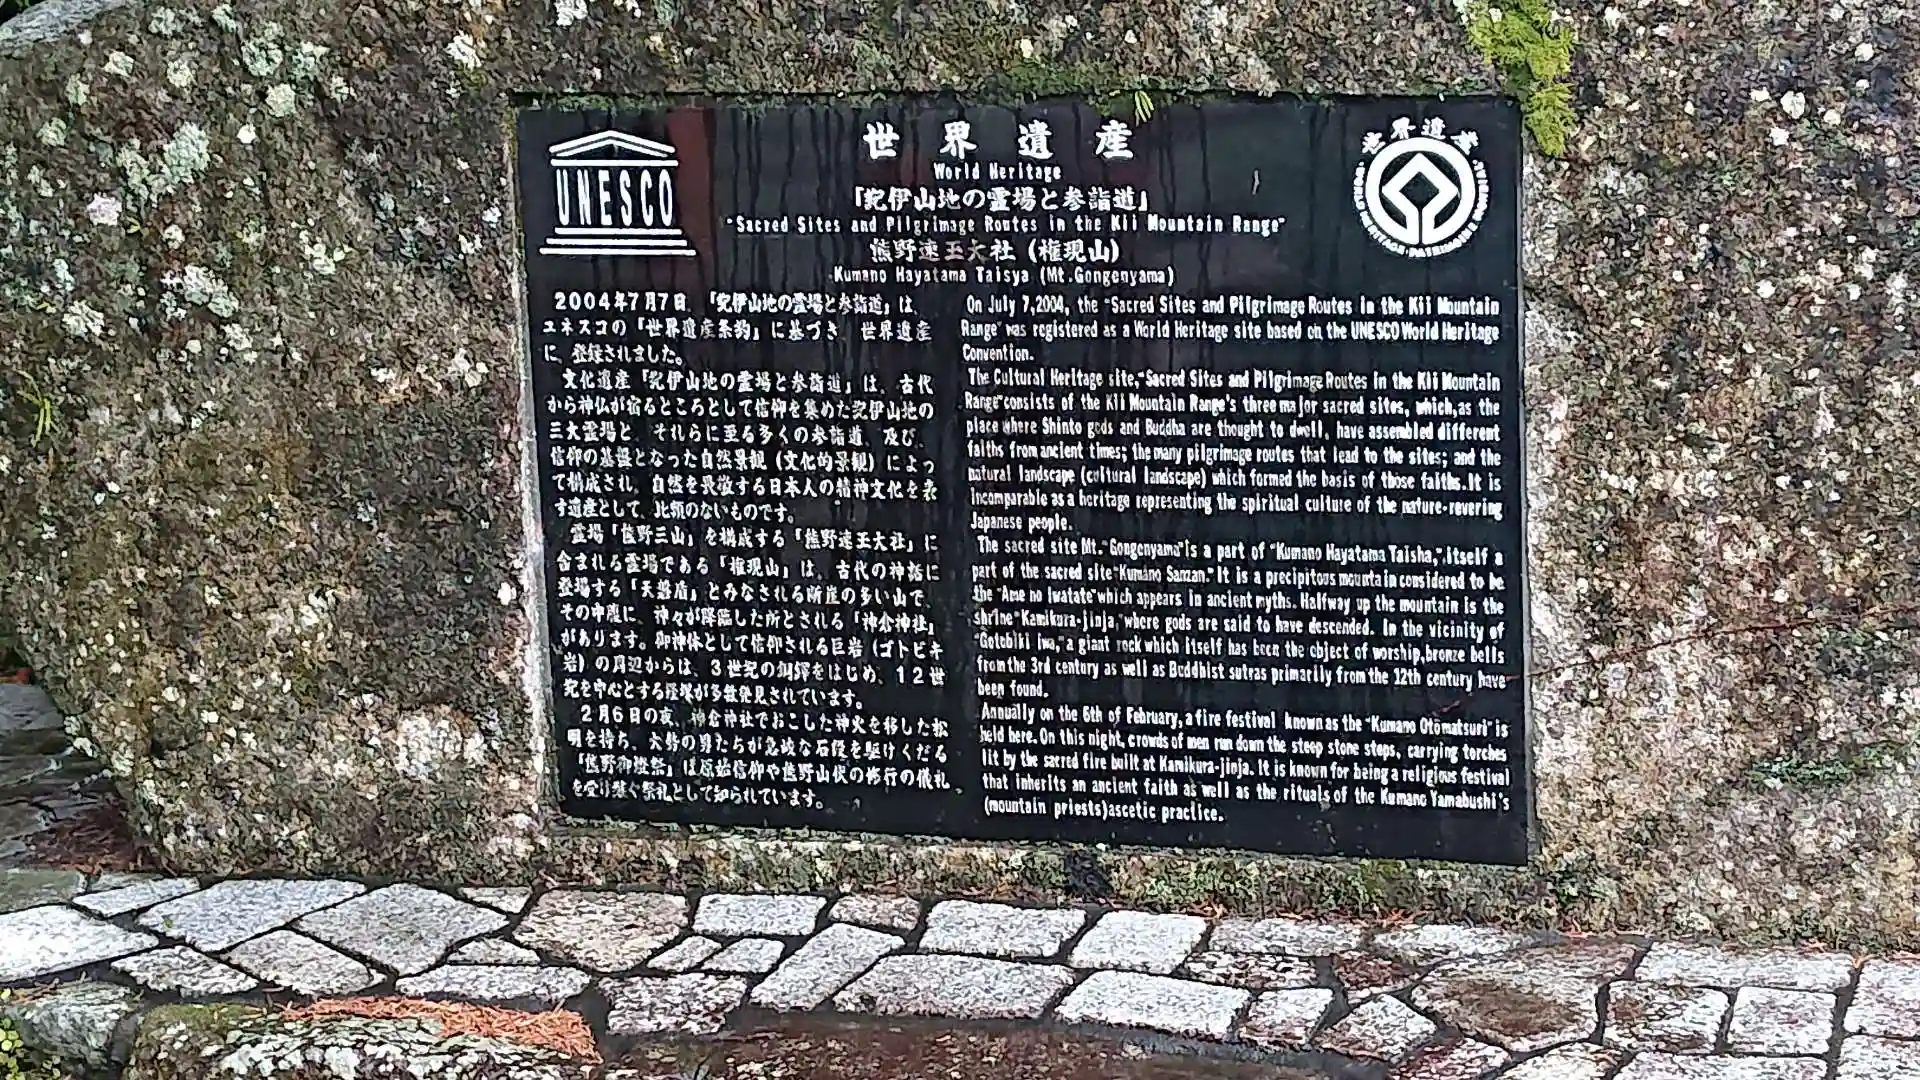 世界遺産
World Heritage
「紀伊山地の霊場と参詣道」
"Sacred Sites and Pilgrimage Routes in the Kii Mountain Range"
熊野速玉大社（権現山）
Kumano Hayatama Taisya (Mt.Gongenyama)
UNESCO
世界遺産
WORLD HERITAGE・PATRIMOINE MONDIAL
2004年7月7日、「紀伊山地の霊場と参詣道」は、
ユネスコの「世界遺産条約」に基づき 世界遺産
に、登録されました。
文化遺産「紀伊山地の霊場と参詣道」は、古代
から神仏が宿るところとして信仰を集めた紀伊山地の
三大霊場と、それらに至る多くの参詣道、及び、
信仰の基盤となった自然景観（文化的景観）によっ
て構成され、自然を畏敬する日本人の精神文化を表
す遺産として、比類のないものです。
霊場「熊野三山」を構成する「熊野速玉大社」に
含まれる霊場である「権現山」は、古代の神話に
登場する「天磐盾」とみなされる断崖の多い山で、
その中腹に、神々が降臨した所とされる「神倉神社」
があります。御神体として信仰される巨岩（ゴトビキ
岩）の周辺からは、3世紀の銅鐸をはじめ、12世
紀を中心とする経塚が多数発見されています。
2月6日の夜、神倉神社でおこした神火を移した松
明を持ち、大勢の男たちが急峻な石段を駆けくだる
「熊野御燈祭」は原始信仰や熊野山伏の修行の儀礼
を受け継ぐ祭礼として知られています。
On July 7,2004, the "Sacred Sites and Pilgrimage Routes in the Kii Mountain
Range" was registered as a World Heritage site based on the UNESCO World Heritage
Convention.
The Cultural Heritage site,"Sacred Sites and Pilgrimage Routes in the Kii Mountain
Range"consists of the Kii Mountain Range's three major sacred sites, which,as the
place where Shinto gods and Buddha are thought to dwell, have assembled different
faiths from ancient times; the many pilgrimage routes that lead to the sites; and the
natural landscape (cultural landscape) which formed the basis of those faiths.It is
incomparable as a heritage representing the spiritual culture of the nature-revering
Japanese people.
The sacred site Mt."Gongenyama"is a part of "Kumano Hayatama Taisha,",itself a
part of the sacred site"Kumano Sanzan." It is a precipitous mountain considered to be
the "Ame no Iwatate"which appears in ancient myths. Halfway up the mountain is the
shrine"Kamikura-jinja,"where gods are said to have descended. In the vicinity of
"Gotobiki Iwa,"a giant rock which itself has been the object of worship,bronze bells
from the 3rd century as well as Buddhist sutras primarily from the 12th century have
been found.
Annually on the 6th of February, a fire festival known as the "Kumano Otōmatsuri" is
held here. On this night, crowds of men run down the steep stone steps, carrying torches
lit by the sacred fire built at Kamikura-jinja. It is known for being a religious festival
that inherits an ancient faith as well as the rituals of the Kumano Yamabushi's
(mountain priests)ascetic practice.